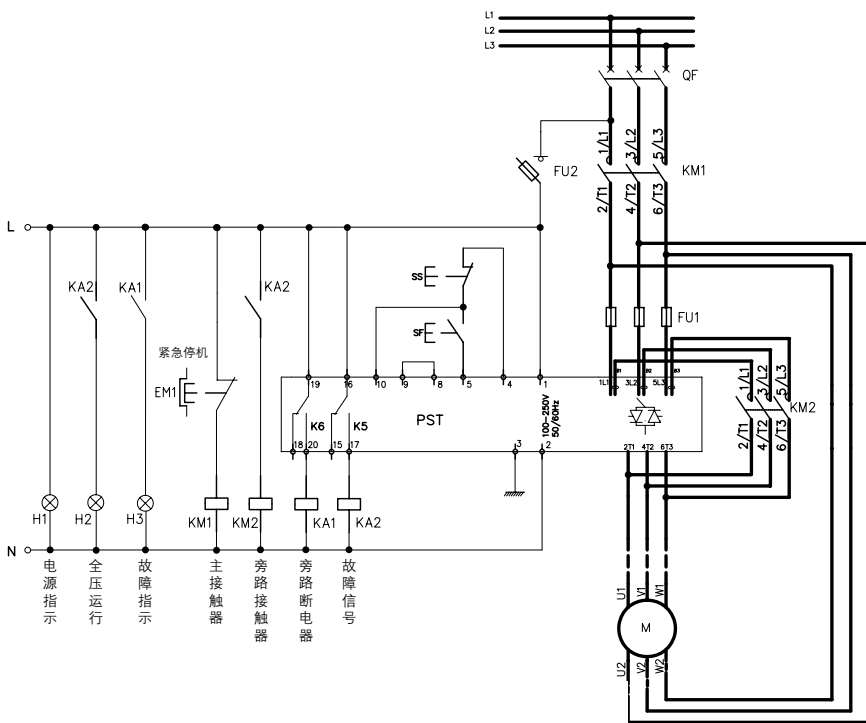 L1
L2
L3
QF
1/L1
3/L2
5/L3
FU2
KM1
2/T1
4/T2
6/T3
L
KA2
KA1
KA2
SS
SF
FU1
紧急停机
EM1
19
16
10
9
8
5
4
1
1L1
B1
3L2
B2
5L3
B3
1/L1
3/L2
5/L3
KM2
2/T1
4/T2
6/T3
K6
K5
PST
100-250V
50/60Hz
18
20
15
17
3
2
2T1
4T2
6T3
H1
H2
H3
KM1
KM2
KA1
KA2
N
电源指示
全压运行
故障指示
主接触器
旁路接触器
旁路断电器
故障信号
U1
V1
W1
M
U2
V2
W2